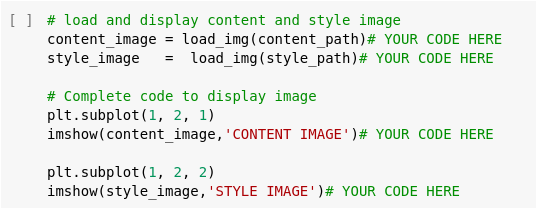 [ ] # load and display content and style image
content_image = load_img(content_path)# YOUR CODE HERE
style_image   =  load_img(style_path)# YOUR CODE HERE

# Complete code to display image
plt.subplot(1, 2, 1)
imshow(content_image,'CONTENT IMAGE')# YOUR CODE HERE

plt.subplot(1, 2, 2)
imshow(style_image,'STYLE IMAGE')# YOUR CODE HERE